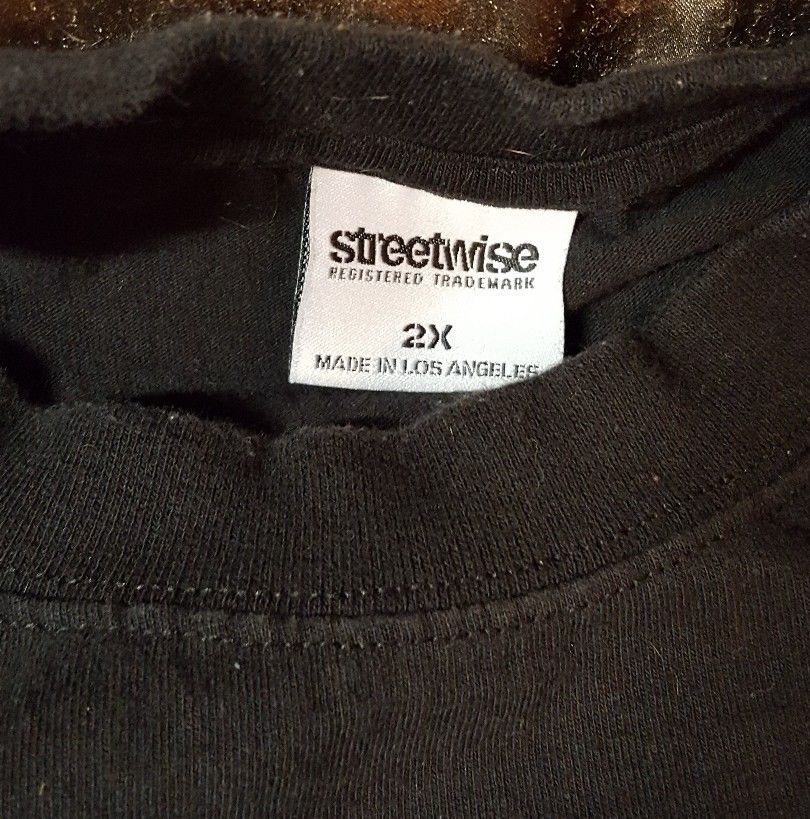 streetwise
REGISTERED TRADEMARK
2X
MADE IN LOS ANGELES